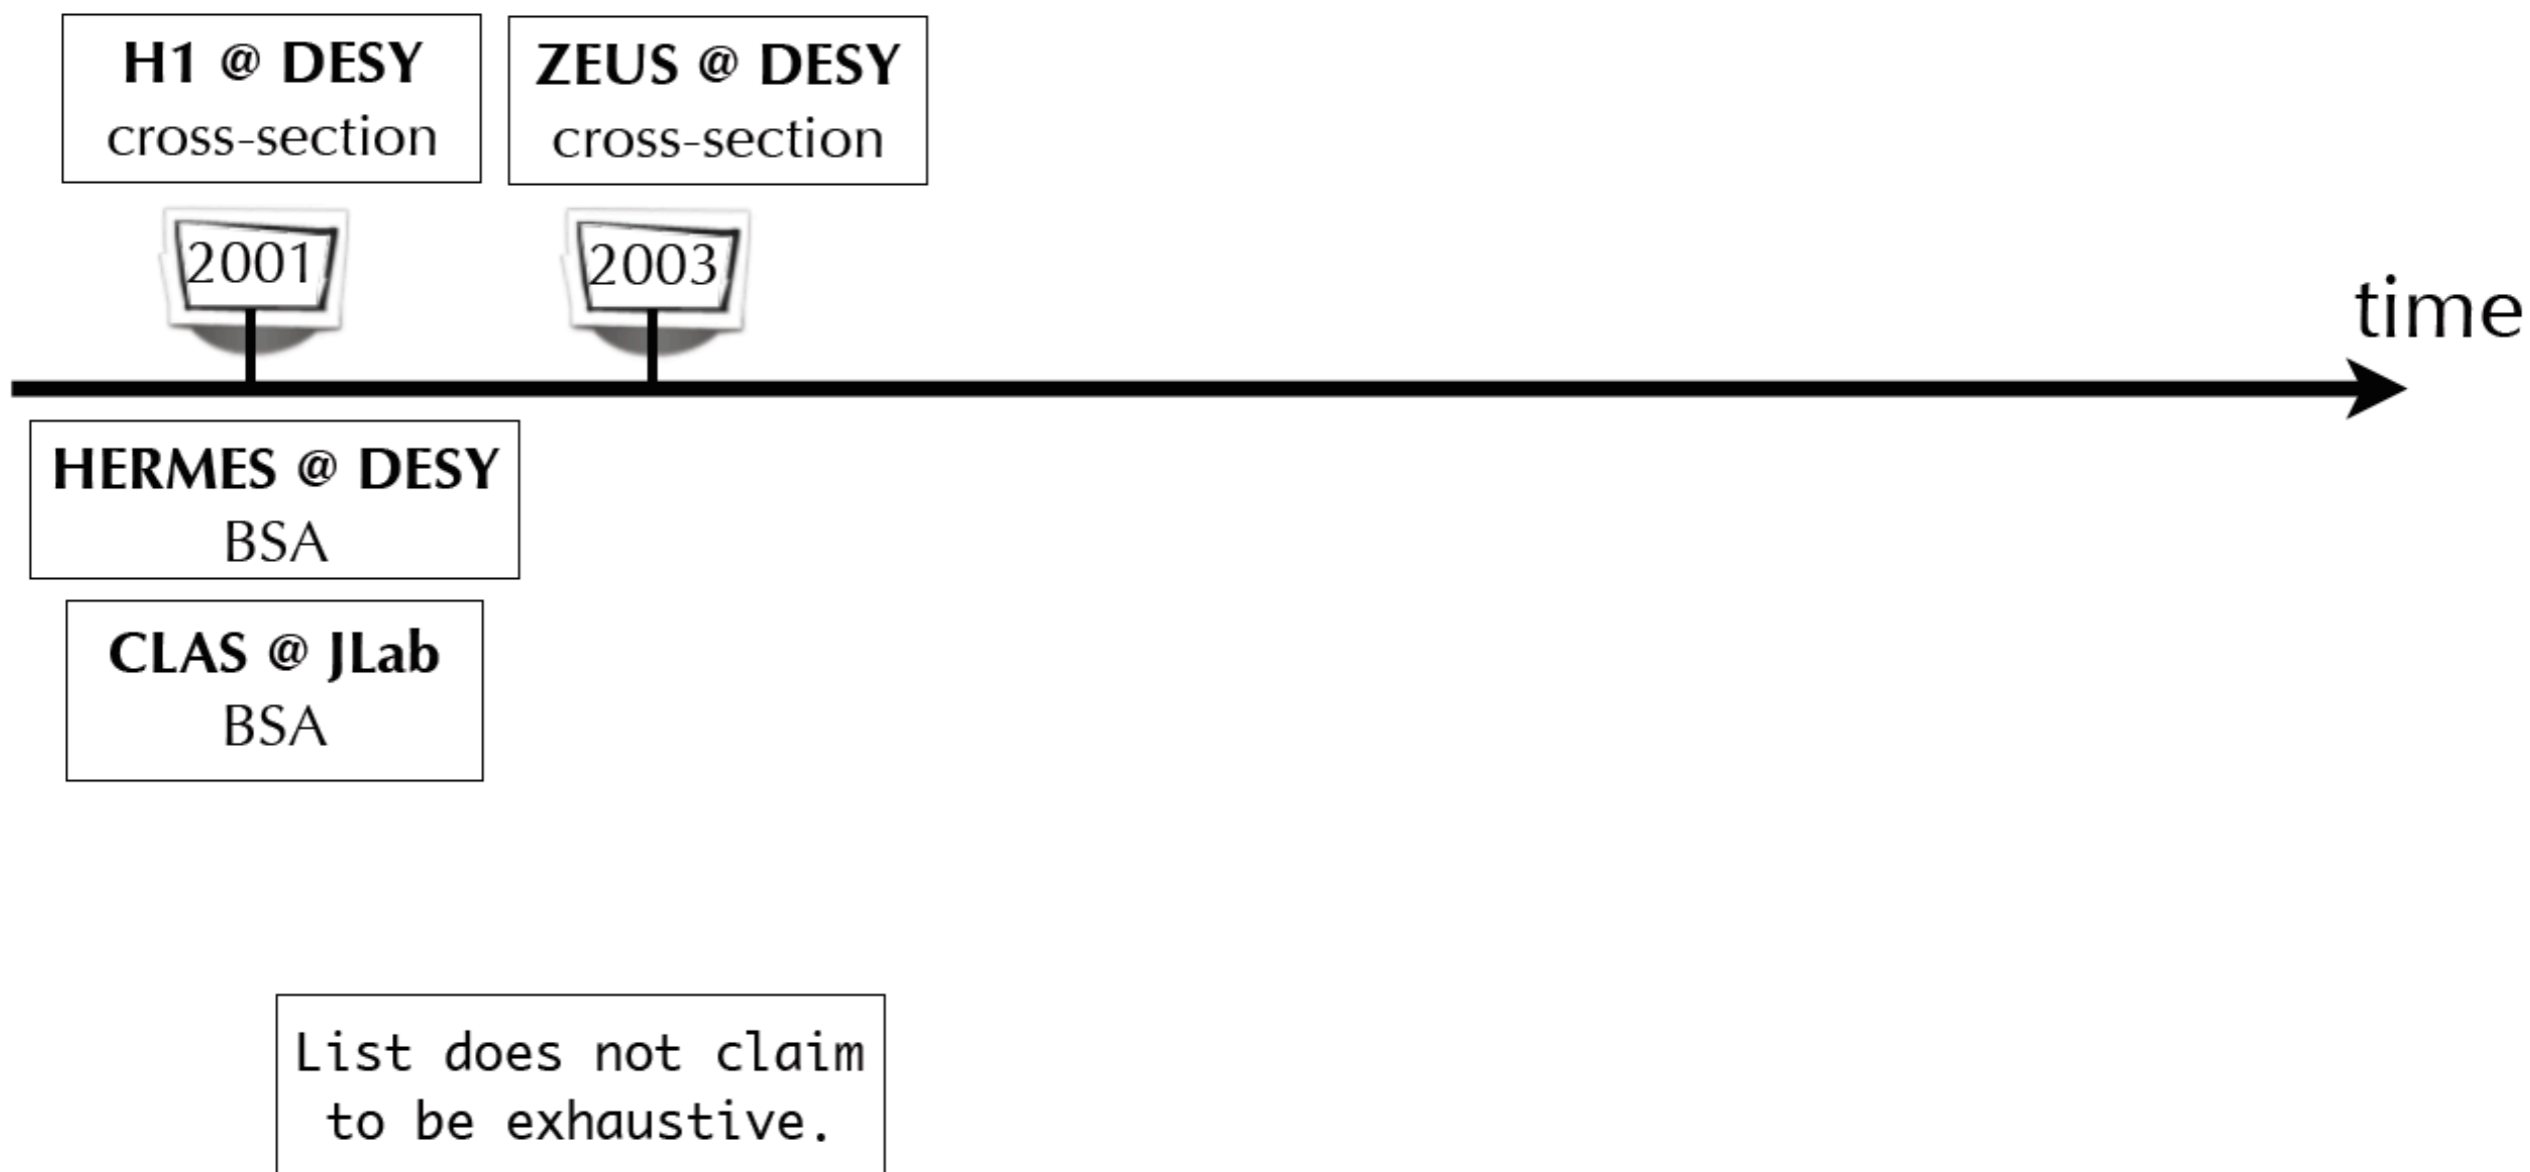 H1 @ DESY
cross-section
ZEUS @ DESY
cross-section
2001
2003
time
HERMES @ DESY
BSA
CLAS @ JLab
BSA
List does not claim
to be exhaustive.